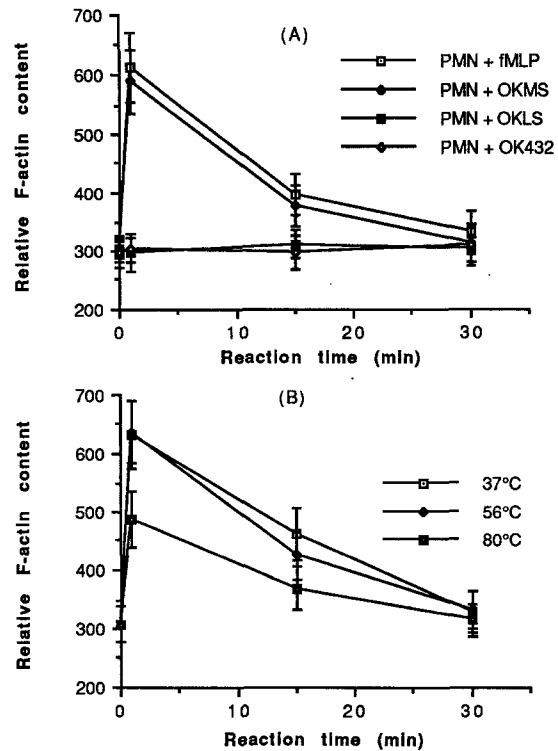 (A)
700
600
500
400
300
200
Relative F-actin content
PMN + fMLP
PMN + OKMS
PMN + OKLS
PMN + OK432
0
10
20
30
Reaction time (min)
(B)
700
600
500
400
300
200
Relative F-actin content
37°C
56°C
80°C
0
10
20
30
Reaction time (min)